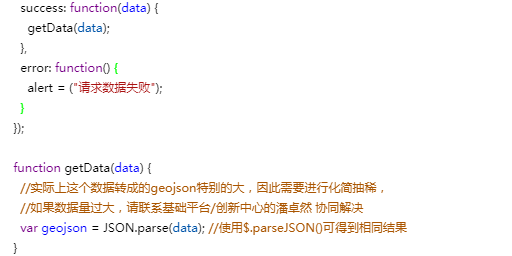 success: function(data) {
getData(data);
},
error: function() {
alert = ("请求数据失败");
}
});
function getData(data) {
//实际上这个数据转成的geojson特别的大，因此需要进行化简抽稀，
//如果数据量过大，请联系基础平台/创新中心的潘卓然 协同解决
var geojson = JSON.parse(data); //使用$.parseJSON()可得到相同结果
}